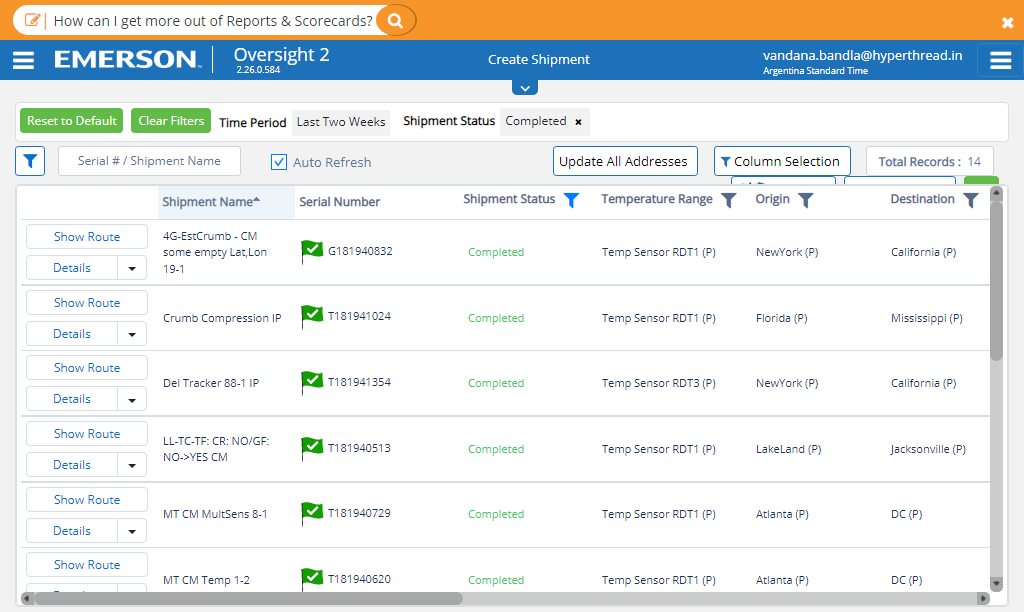 How can I get more out of Reports & Scorecards?
EMERSON
Oversight 2
2.26.0.584
Create Shipment
vandana.bandla@hyperthread.in
Argentina Standard Time
Reset to Default
Clear Filters
Time Period
Last Two Weeks
Shipment Status
Completed
Serial # / Shipment Name
Auto Refresh
Update All Addresses
Column Selection
Total Records : 14
Shipment Name
Serial Number
Shipment Status
Temperature Range
Origin
Destination
Show Route
Details
4G-EstCrumb - CM
some empty Lat,Lon
19-1
G181940832
Completed
Temp Sensor RDT1 (P)
NewYork (P)
California (P)
Show Route
Details
Crumb Compression IP
T181941024
Completed
Temp Sensor RDT1 (P)
Florida (P)
Mississippi (P)
Show Route
Details
Del Tracker 88-1 IP
T181941354
Completed
Temp Sensor RDT3 (P)
NewYork (P)
California (P)
Show Route
Details
LL-TC-TF: CR: NO/GF:
NO->YES CM
T181940513
Completed
Temp Sensor RDT1 (P)
LakeLand (P)
Jacksonville (P)
Show Route
Details
MT CM MultSens 8-1
T181940729
Completed
Temp Sensor RDT1 (P)
Atlanta (P)
DC (P)
Show Route
MT CM Temp 1-2
T181940620
Completed
Temp Sensor RDT1 (P)
Atlanta (P)
DC (P)